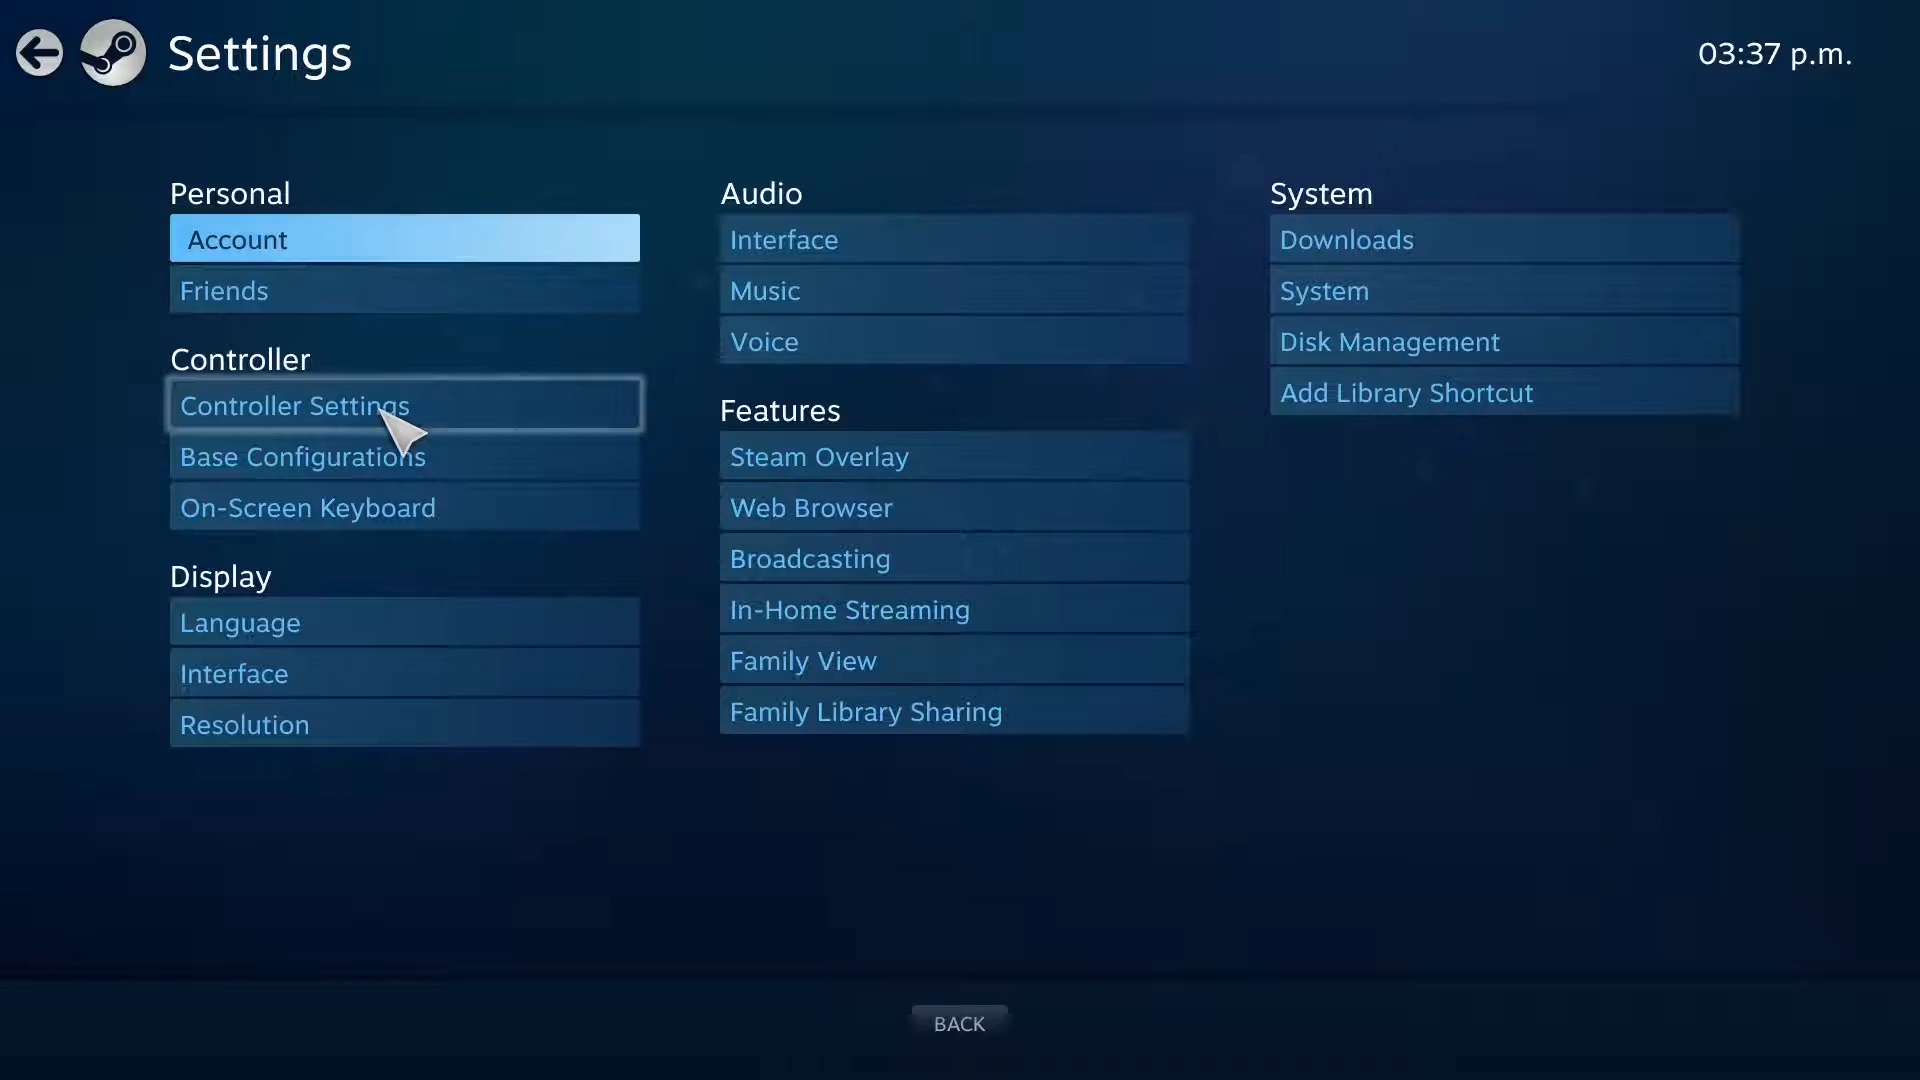 Settings
03:37 p.m.
Personal
Account
Friends
Controller
Controller Settings
Base Configurations
On-Screen Keyboard
Display
Language
Interface
Resolution
Audio
Interface
Music
Voice
Features
Steam Overlay
Web Browser
Broadcasting
In-Home Streaming
Family View
Family Library Sharing
System
Downloads
System
Disk Management
Add Library Shortcut
BACK